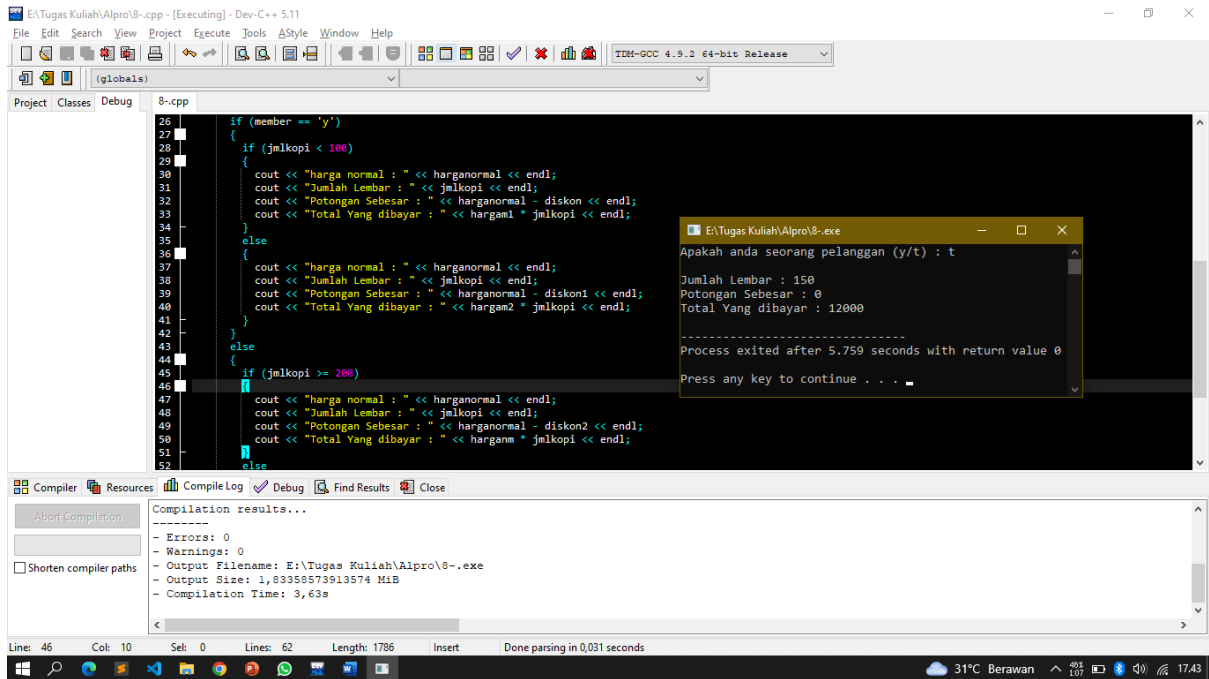 E:\Tugas Kuliah\Alpro\8-.cpp - [Executing] - Dev-C++ 5.11
File Edit Search View Project Execute Tools AStyle Window Help
TDM-GCC 4.9.2 64-bit Release
(globals)
Project Classes Debug
8-.cpp
26 if (member == 'y')
27 {
28 if (jmlkopi < 100)
29 {
30 cout << "harga normal : " << harganormal << endl;
31 cout << "Jumlah Lembar : " << jmlkopi << endl;
32 cout << "Potongan Sebesar : " << harganormal - diskon << endl;
33 cout << "Total Yang dibayar : " << hargam1 * jmlkopi << endl;
34 }
35 else
36 {
37 cout << "harga normal : " << harganormal << endl;
38 cout << "Jumlah Lembar : " << jmlkopi << endl;
39 cout << "Potongan Sebesar : " << harganormal - diskon1 << endl;
40 cout << "Total Yang dibayar : " << hargam2 * jmlkopi << endl;
41 }
42 }
43 else
44 {
45 if (jmlkopi >= 200)
46 {
47 cout << "harga normal : " << harganormal << endl;
48 cout << "Jumlah Lembar : " << jmlkopi << endl;
49 cout << "Potongan Sebesar : " << harganormal - diskon2 << endl;
50 cout << "Total Yang dibayar : " << harganm * jmlkopi << endl;
51 }
52 else
E:\Tugas Kuliah\Alpro\8-.exe
Apakah anda seorang pelanggan (y/t) : t
Jumlah Lembar : 150
Potongan Sebesar : 0
Total Yang dibayar : 12000
--------------------------------
Process exited after 5.759 seconds with return value 0
Press any key to continue . . .
Compiler Resources Compile Log Debug Find Results Close
Abort Compilation
Shorten compiler paths
Compilation results...
--------
- Errors: 0
- Warnings: 0
- Output Filename: E:\Tugas Kuliah\Alpro\8-.exe
- Output Size: 1,83358573913574 MiB
- Compilation Time: 3,63s
Line: 46 Col: 10 Sel: 0 Lines: 62 Length: 1786 Insert Done parsing in 0,031 seconds
31°C Berawan 1:07 17.43